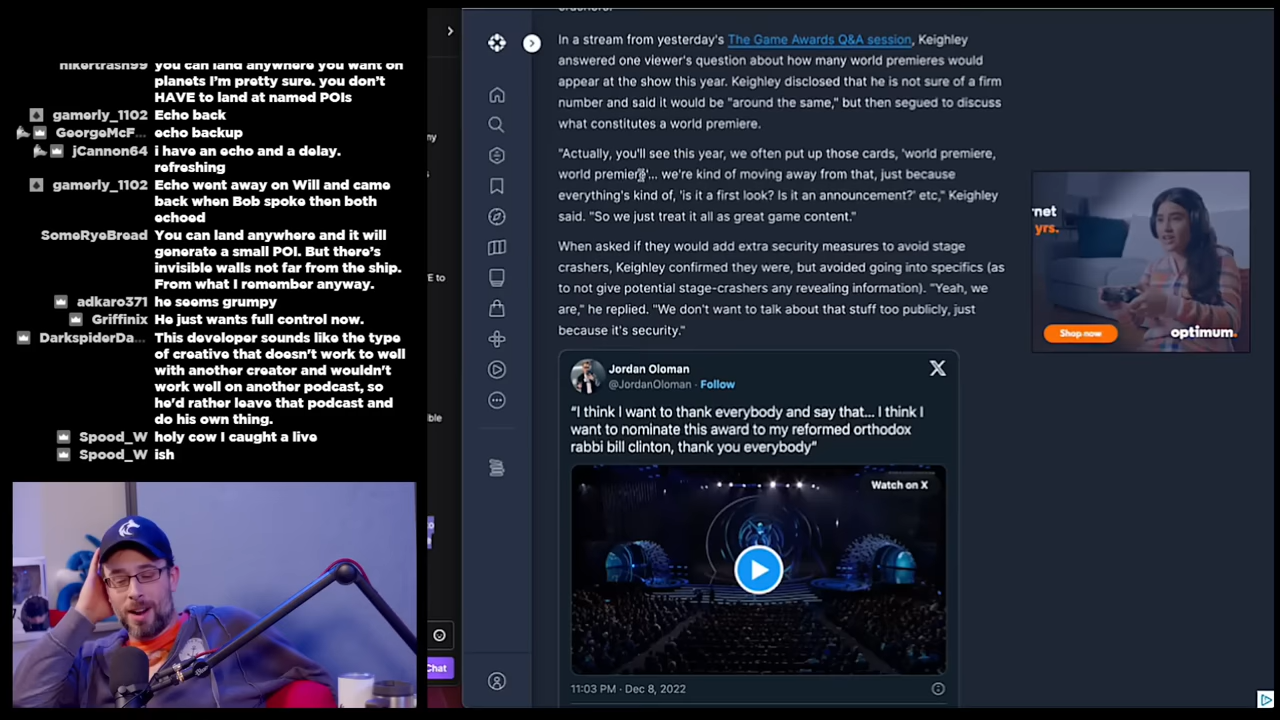 hikertrash99 you can land anywhere you want on
planets I'm pretty sure. you don't
HAVE to land at named POIs
gamerly_1102 Echo back
GeorgeMcF... echo backup
jCannon64 i have an echo and a delay.
refreshing
gamerly_1102 Echo went away on Will and came
back when Bob spoke then both
echoed
SomeRyeBread You can land anywhere and it will
generate a small POI. But there's
invisible walls not far from the ship.
From what I remember anyway.
adkaro371 he seems grumpy
Griffinix He just wants full control now.
DarkspiderDa... This developer sounds like the type
of creative that doesn't work to well
with another creator and wouldn't
work well on another podcast, so
he'd rather leave that podcast and
do his own thing.
Spood_W holy cow I caught a live
Spood_W ish
ny
E to
ible
Chat
In a stream from yesterday's The Game Awards Q&A session, Keighley
answered one viewer's question about how many world premieres would
appear at the show this year. Keighley disclosed that he is not sure of a firm
number and said it would be "around the same," but then segued to discuss
what constitutes a world premiere.
"Actually, you'll see this year, we often put up those cards, 'world premiere,
world premiere'... we're kind of moving away from that, just because
everything's kind of, 'is it a first look? Is it an announcement?' etc," Keighley
said. "So we just treat it all as great game content."
When asked if they would add extra security measures to avoid stage
crashers, Keighley confirmed they were, but avoided going into specifics (as
to not give potential stage-crashers any revealing information). "Yeah, we
are," he replied. "We don't want to talk about that stuff too publicly, just
because it's security."
Jordan Oloman
@JordanOloman · Follow
"I think I want to thank everybody and say that... I think I
want to nominate this award to my reformed orthodox
rabbi bill clinton, thank you everybody"
Watch on X
11:03 PM · Dec 8, 2022
rnet
yrs.
Shop now
optimum.